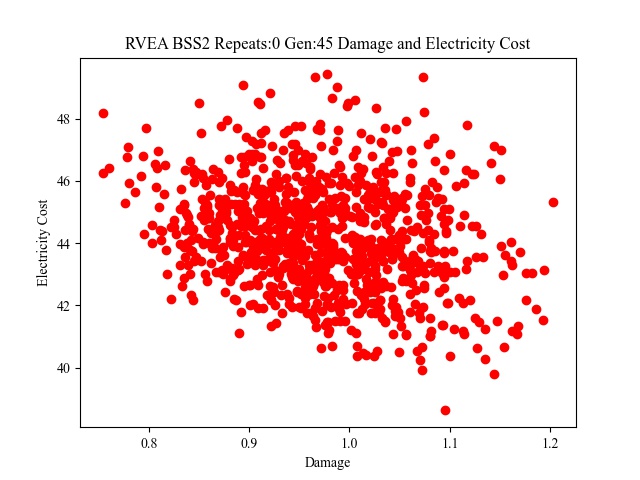 RVEA BSS2 Repeats:0 Gen:45 Damage and Electricity Cost
48
46
44
42
40
Electricity Cost
0.8 0.9 1.0 1.1 1.2
Damage